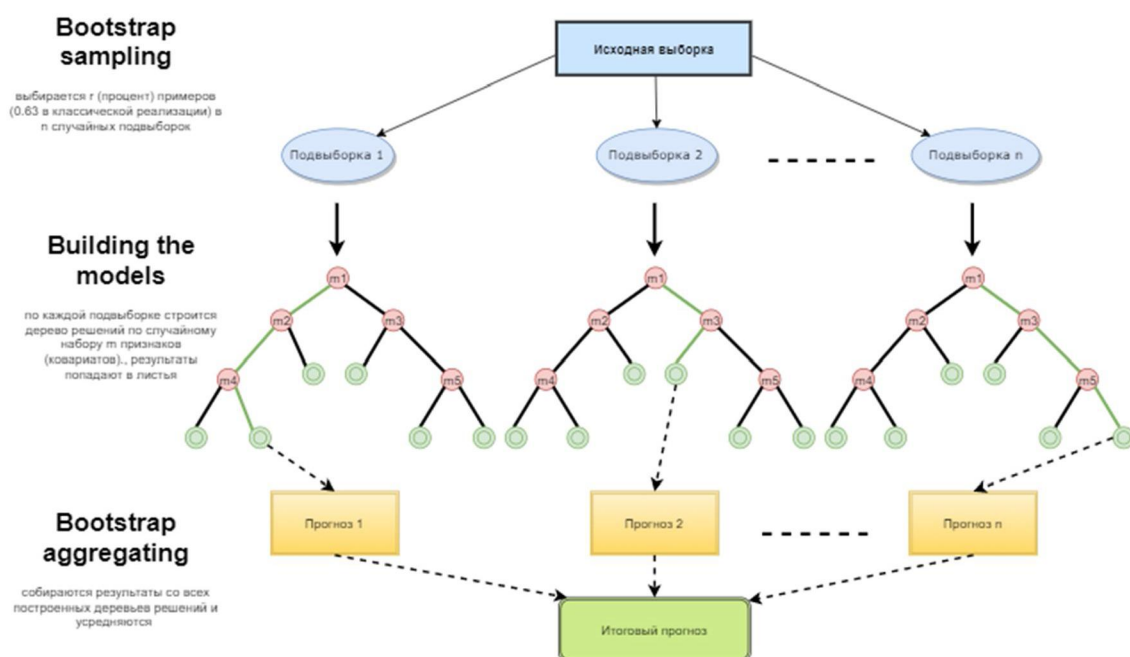 Bootstrap
sampling
выбирается r (процент) примеров
(0.63 в классической реализации) в
n случайных подвыборок
Исходная выборка
Подвыборка 1
Подвыборка 2
Подвыборка n
Building the
models
по каждой подвыборке строится
дерево решений по случайному
набору m признаков
(ковариатов)., результаты
попадают в листья
m1
m2
m3
m4
m5
m1
m2
m3
m4
m5
m1
m2
m3
m4
m5
Bootstrap
aggregating
собираются результаты со всех
построенных деревьев решений и
усредняются
Прогноз 1
Прогноз 2
Прогноз n
Итоговый прогноз